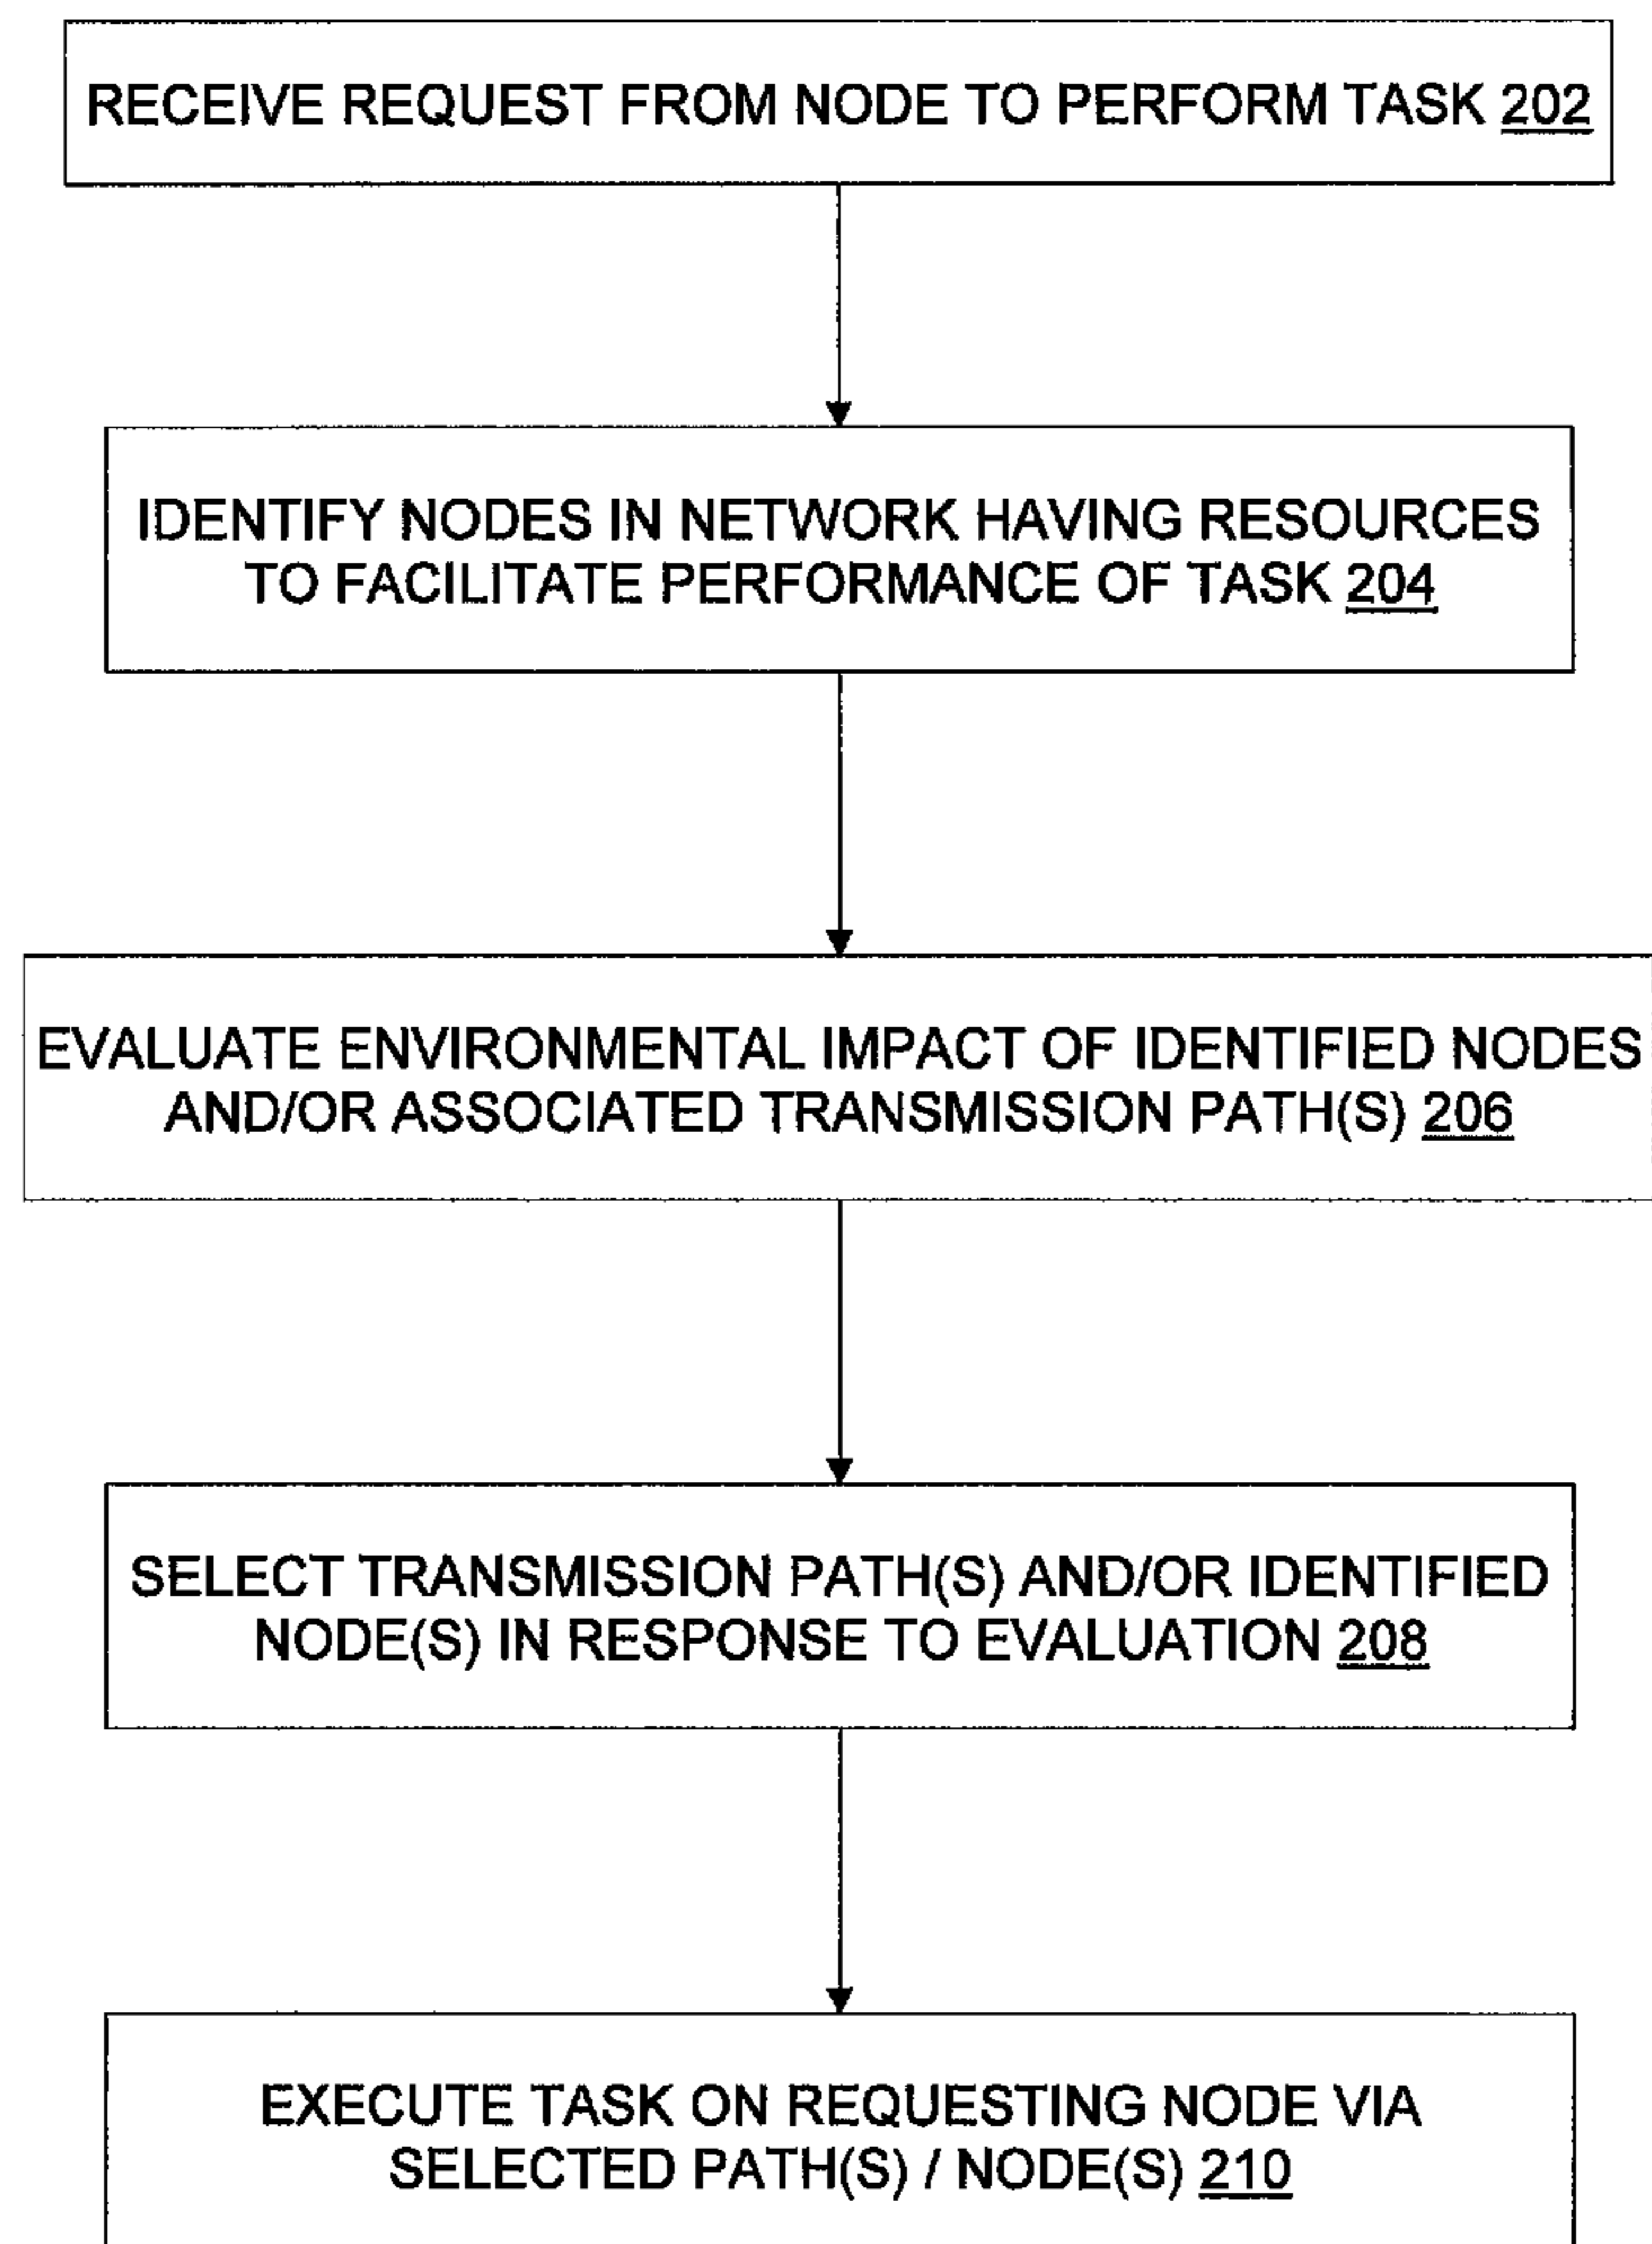 RECEIVE REQUEST FROM NODE TO PERFORM TASK 202
IDENTIFY NODES IN NETWORK HAVING RESOURCES
TO FACILITATE PERFORMANCE OF TASK 204
EVALUATE ENVIRONMENTAL IMPACT OF IDENTIFIED NODES
AND/OR ASSOCIATED TRANSMISSION PATH(S) 206
SELECT TRANSMISSION PATH(S) AND/OR IDENTIFIED
NODE(S) IN RESPONSE TO EVALUATION 208
EXECUTE TASK ON REQUESTING NODE VIA
SELECTED PATH(S) / NODE(S) 210